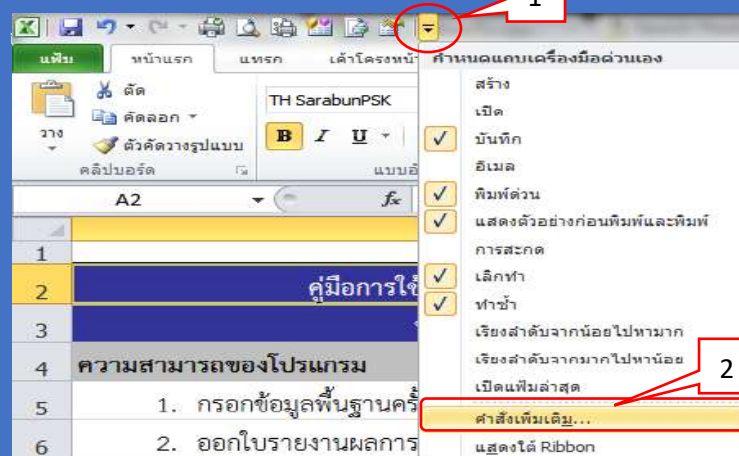 1
แฟ้ม หน้าแรก แทรก เค้าโครงหน้า
กำหนดแถบเครื่องมือด่วนเอง
สร้าง
เปิด
บันทึก
อีเมล
พิมพ์ด่วน
แสดงตัวอย่างก่อนพิมพ์และพิมพ์
การสะกด
เลิกทำ
ทำซ้ำ
เรียงลำดับจากน้อยไปหามาก
เรียงลำดับจากมากไปหาน้อย
เปิดแฟ้มล่าสุด
คำสั่งเพิ่มเติม...
แสดงใต้ Ribbon
2
วาง
ตัด
คัดลอก
ตัวคัดวางรูปแบบ
คลิปบอร์ด
TH SarabunPSK
B I U
A2 fx
1
2 คู่มือการใช้
3
4 ความสามารถของโปรแกรม
5 1. กรอกข้อมูลพื้นฐานครั้
6 2. ออกใบรายงานผลการ